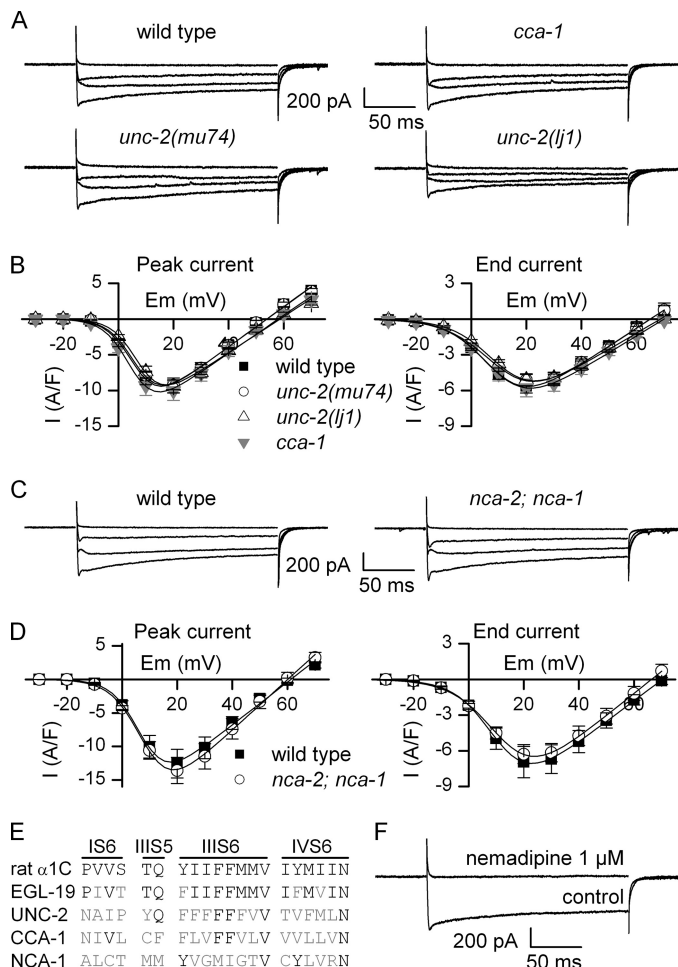 A
wild type
cca-1
200 pA
50 ms
unc-2(mu74)
unc-2(lj1)
B
Peak current
End current
5
Em (mV)
-20
20
40
60
-5
-10
-15
I (A/F)
wild type
unc-2(mu74)
unc-2(lj1)
cca-1
3
Em (mV)
-20
20
40
60
-3
-6
-9
I (A/F)
C
wild type
nca-2; nca-1
200 pA
50 ms
D
Peak current
End current
5
Em (mV)
-20
20
40
60
-5
-10
-15
I (A/F)
wild type
nca-2; nca-1
3
Em (mV)
-20
20
40
60
-3
-6
-9
I (A/F)
E
IS6 IIIS5 IIIS6 IVS6
rat α1C PVVS TQ YIIFFMMV IYMIIN
EGL-19 PIVT TQ FIIFFMMV IFMVIN
UNC-2 NAIP YQ FFFFFFVV TVFMLN
CCA-1 NIVL CF FLVFFVLV VVLLVN
NCA-1 ALCT MM YVGMIGTV CYLVRN
F
nemadipine 1 µM
control
200 pA
50 ms